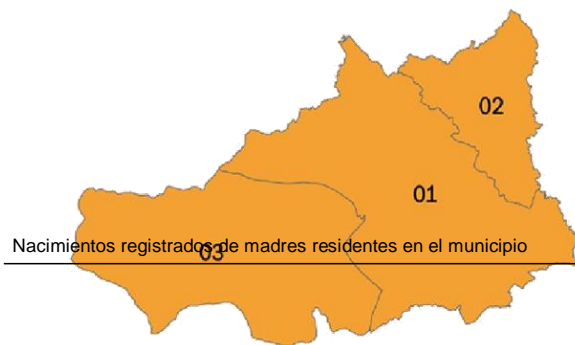 02
01
Nacimientos registrados de madres residentes en el municipio
03